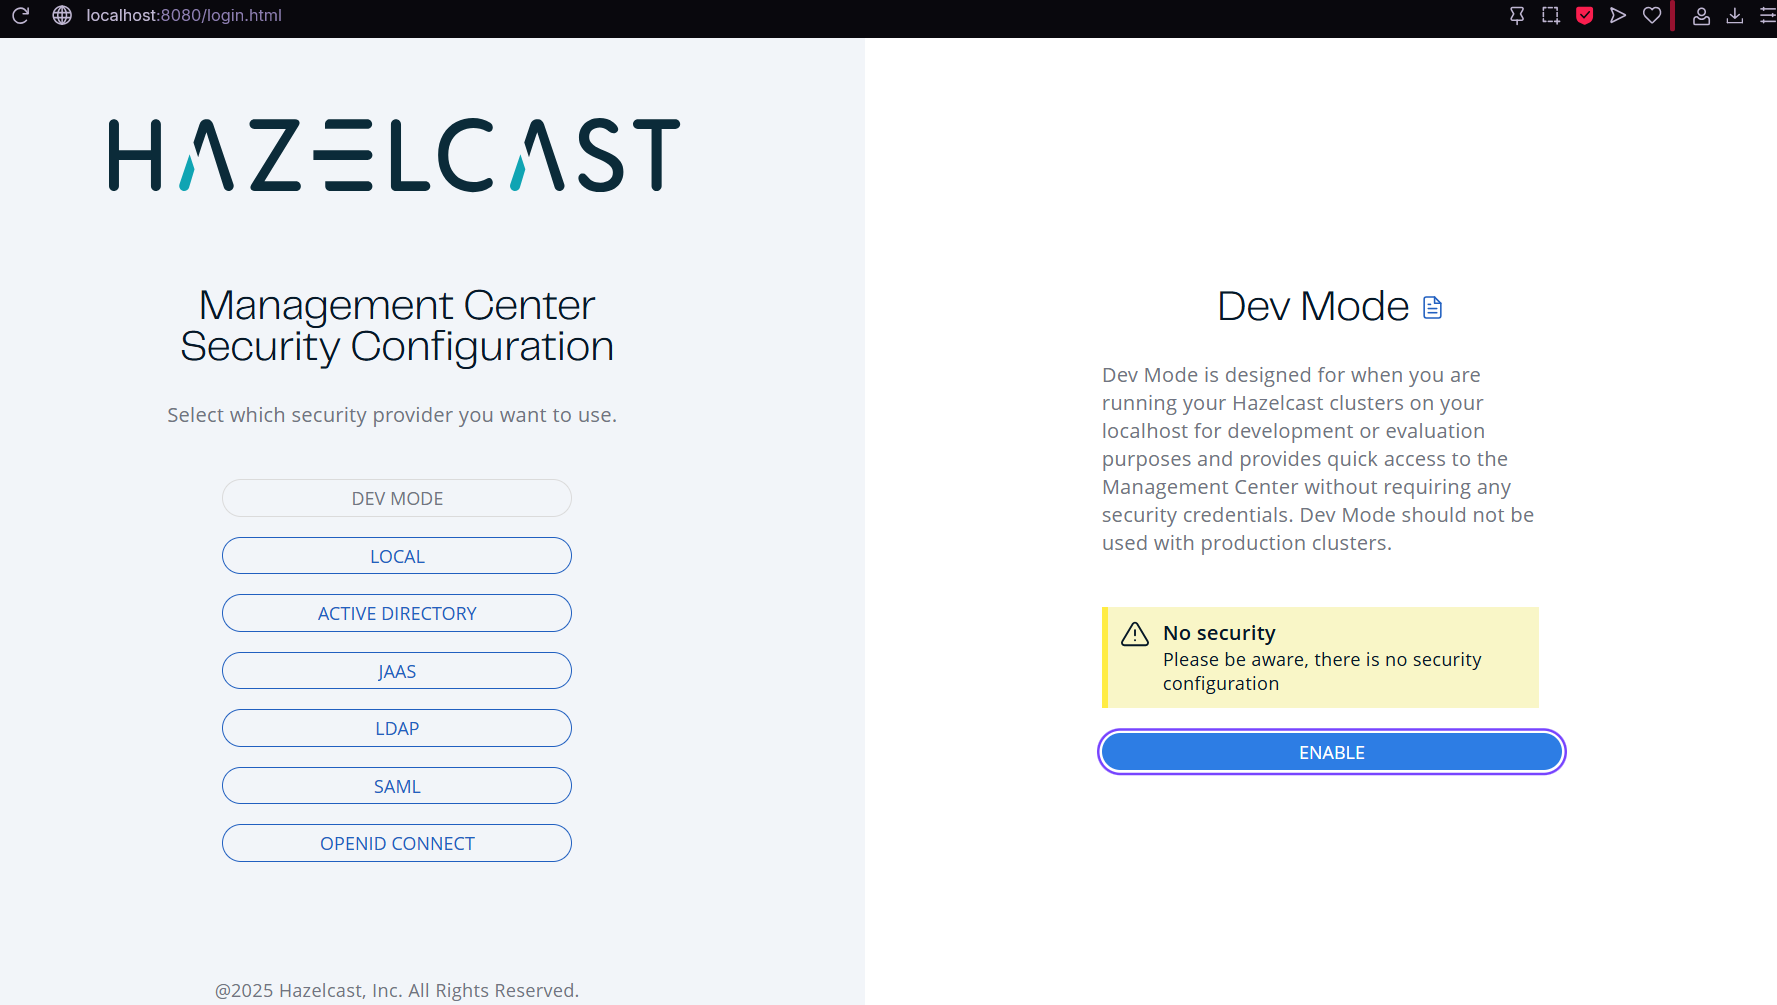 localhost:8080/login.html
HAZELCAST
Management Center
Security Configuration
Select which security provider you want to use.
DEV MODE
LOCAL
ACTIVE DIRECTORY
JAAS
LDAP
SAML
OPENID CONNECT
@2025 Hazelcast, Inc. All Rights Reserved.
Dev Mode
Dev Mode is designed for when you are
running your Hazelcast clusters on your
localhost for development or evaluation
purposes and provides quick access to the
Management Center without requiring any
security credentials. Dev Mode should not be
used with production clusters.
No security
Please be aware, there is no security
configuration
ENABLE